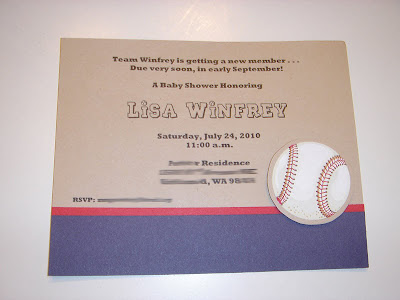 Team Winfrey is getting a new member . . .
Due very soon, in early September!
A Baby Shower Honoring
Lisa Winfrey
Saturday, July 24, 2010
11:00 a.m.
Residence
, WA 98
RSVP: